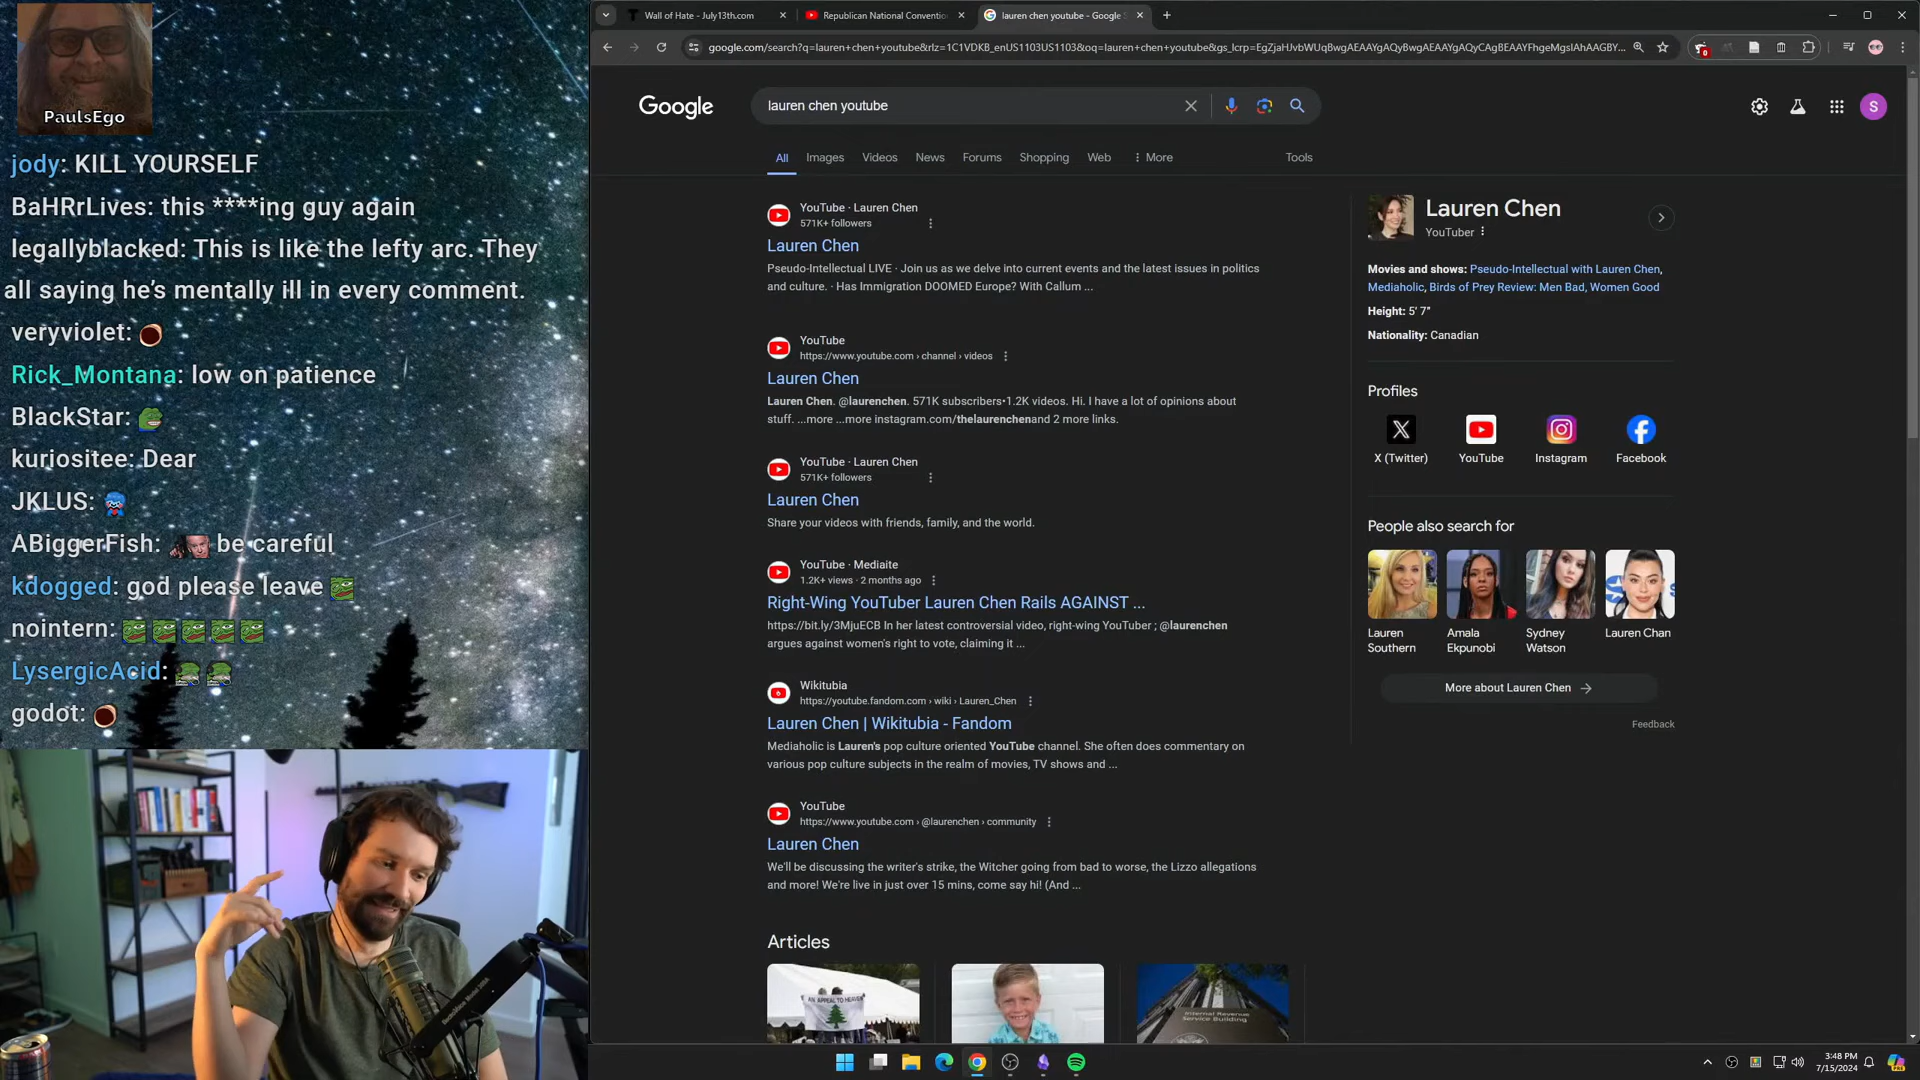 PaulsEgo
jody: KILL YOURSELF
BaHRrLives: this ****ing guy again
legallyblacked: This is like the lefty arc. They
all saying he's mentally ill in every comment.
veryviolet:
Rick_Montana: low on patience
BlackStar:
kuriositee: Dear
JKLUS:
ABiggerFish: be careful
kdogged: god please leave
nointern:
LysergicAcid:
godot:
Wall of Hate - July13th.com
Republican National Conventio
lauren chen youtube - Google S
google.com/search?q=lauren+chen+youtube&rlz=1C1VDKB_enUS1103US1103&oq=lauren+chen+youtube&gs_lcrp=EgZjaHJvbWUqBwgAEAAYgAQyBwgAEAAYgAQyCAgBEAAYFhgeMgsIAhAAGBY...
Google
lauren chen youtube
S
All
Images
Videos
News
Forums
Shopping
Web
More
Tools
YouTube · Lauren Chen
571K+ followers
Lauren Chen
Pseudo-Intellectual LIVE · Join us as we delve into current events and the latest issues in politics
and culture. · Has Immigration DOOMED Europe? With Callum ...
YouTube
https://www.youtube.com › channel › videos
Lauren Chen
Lauren Chen. @laurenchen. 571K subscribers•1.2K videos. Hi. I have a lot of opinions about
stuff. ...more ...more instagram.com/thelaurenchenand 2 more links.
YouTube · Lauren Chen
571K+ followers
Lauren Chen
Share your videos with friends, family, and the world.
YouTube · Mediaite
1.2K+ views · 2 months ago
Right-Wing YouTuber Lauren Chen Rails AGAINST ...
https://bit.ly/3MjuECB In her latest controversial video, right-wing YouTuber ; @laurenchen
argues against women's right to vote, claiming it ...
Wikitubia
https://youtube.fandom.com › wiki › Lauren_Chen
Lauren Chen | Wikitubia - Fandom
Mediaholic is Lauren's pop culture oriented YouTube channel. She often does commentary on
various pop culture subjects in the realm of movies, TV shows and ...
YouTube
https://www.youtube.com › @laurenchen › community
Lauren Chen
We'll be discussing the writer's strike, the Witcher going from bad to worse, the Lizzo allegations
and more! We're live in just over 15 mins, come say hi! (And ...
Articles
AN APPEAL TO HEAVEN
Internal Revenue
Service Building
Lauren Chen
YouTuber
Movies and shows: Pseudo-Intellectual with Lauren Chen,
Mediaholic, Birds of Prey Review: Men Bad, Women Good
Height: 5' 7"
Nationality: Canadian
Profiles
X (Twitter)
YouTube
Instagram
Facebook
People also search for
Lauren
Southern
Amala
Ekpunobi
Sydney
Watson
Lauren Chan
More about Lauren Chen
Feedback
3:48 PM
7/15/2024